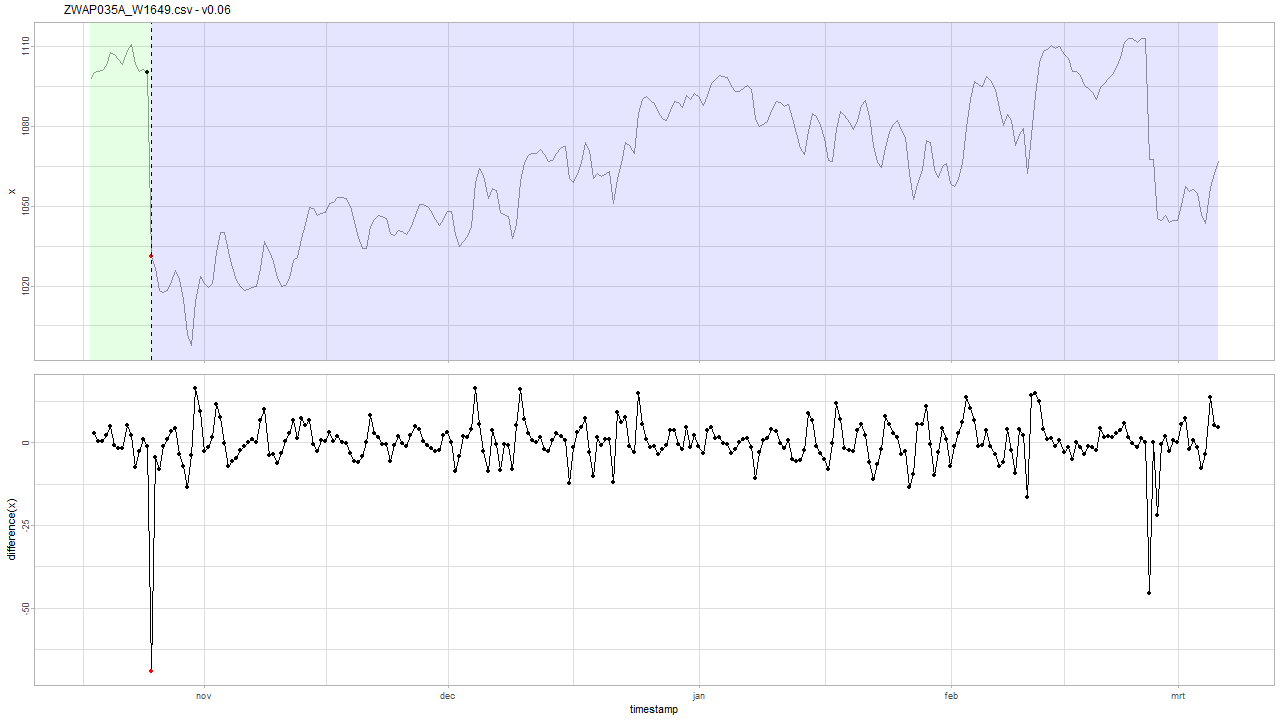 ZWAP035A_W1649.csv - v0.06
1110
1080
x
1050
1020
0
-25
difference(x)
-50
nov
dec
jan
feb
mrt
timestamp